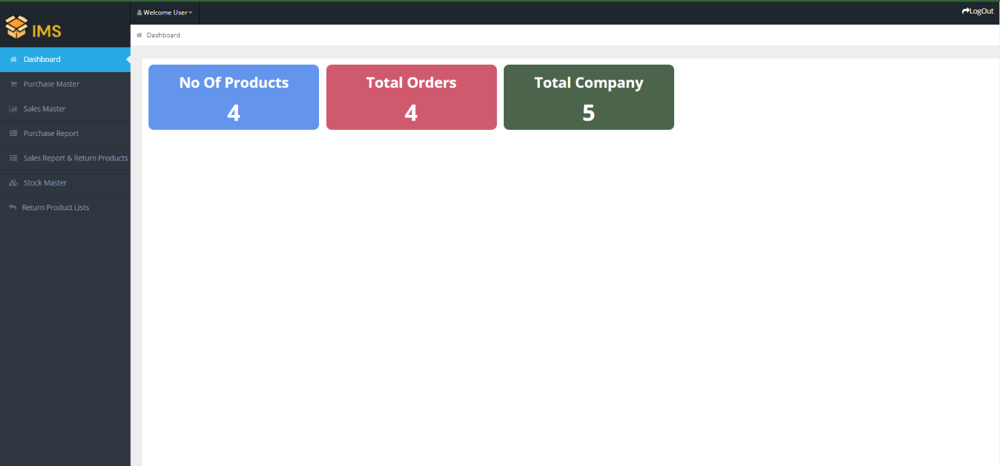 IMS
Welcome User
LogOut
Dashboard
Dashboard
Purchase Master
Sales Master
Purchase Report
Sales Report & Return Products
Stock Master
Return Product Lists
No Of Products
4
Total Orders
4
Total Company
5